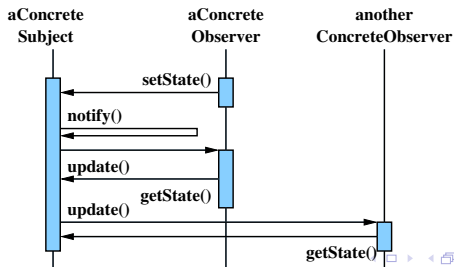 aConcrete
Subject
aConcrete
Observer
another
ConcreteObserver
setState()
notify()
update()
getState()
update()
getState()